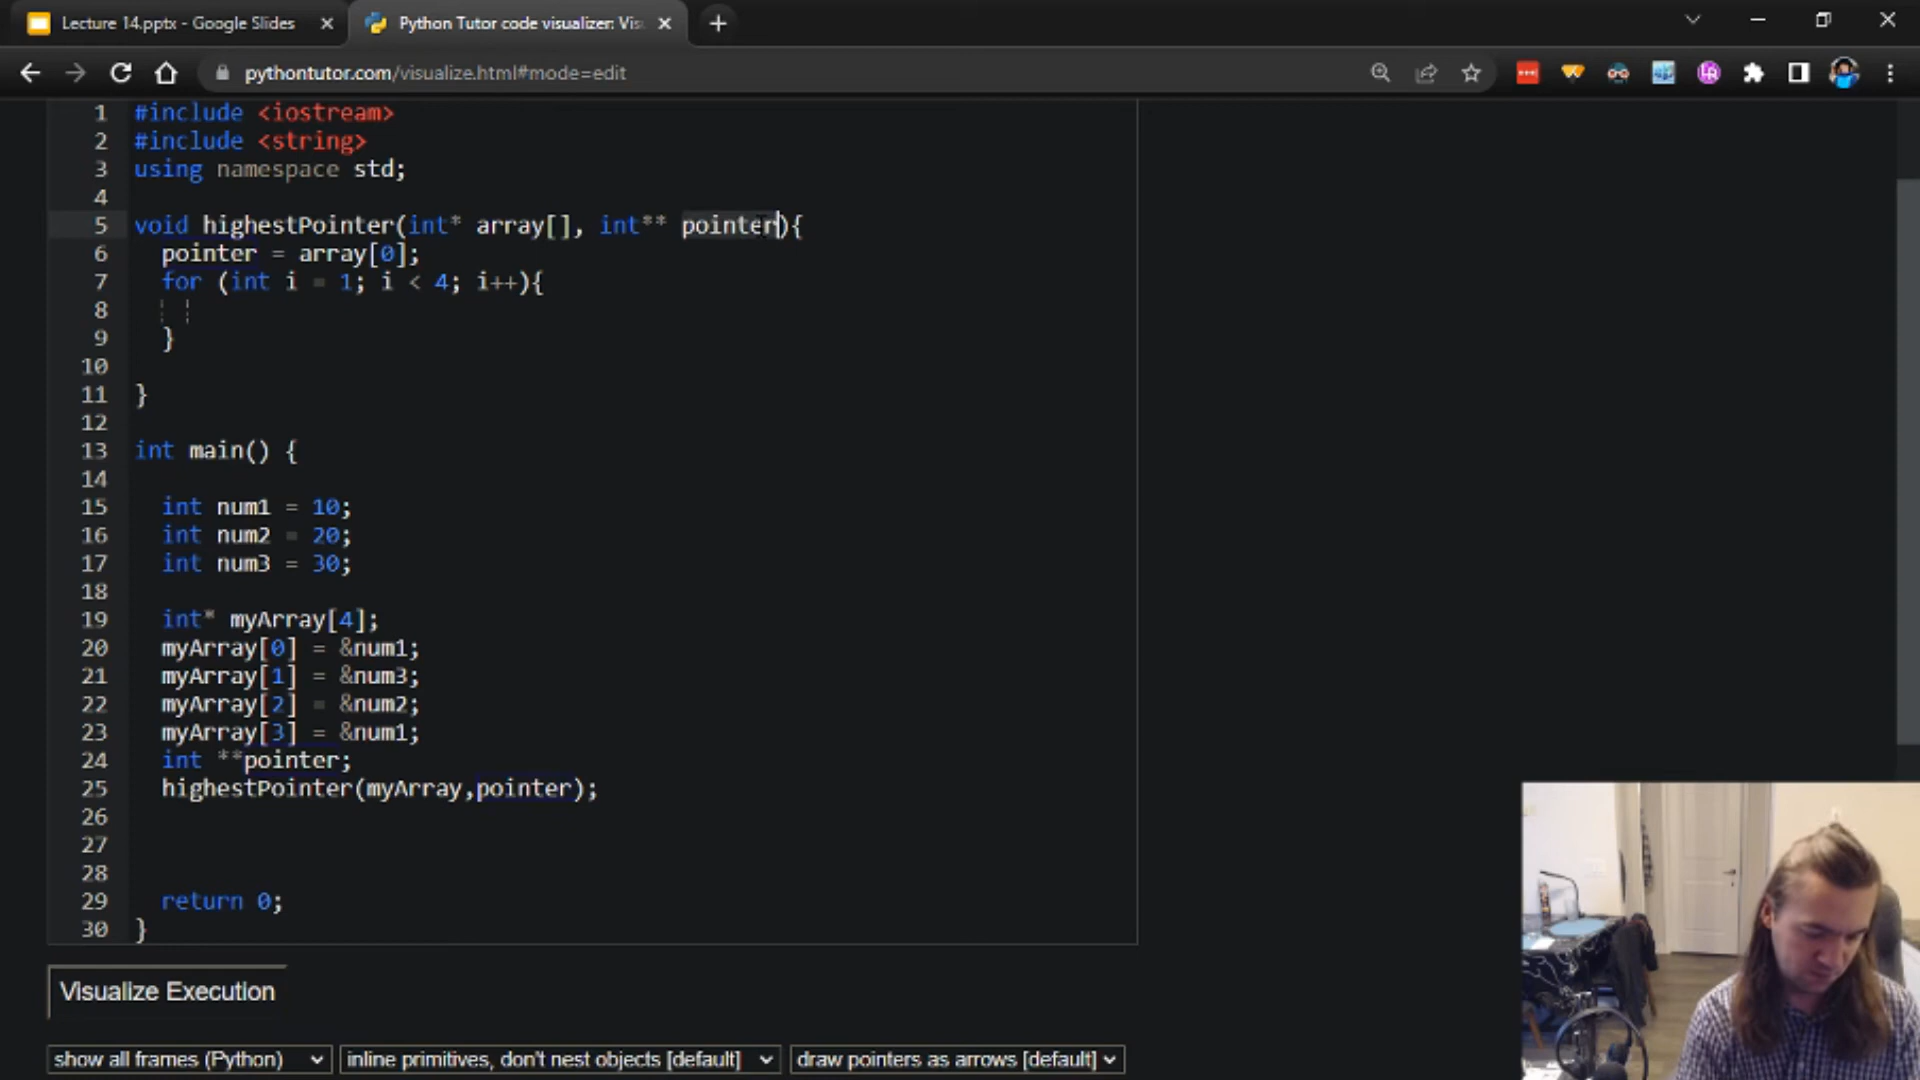 Lecture 14.pptx - Google Slides
Python Tutor code visualizer: Vis
pythontutor.com/visualize.html#mode=edit
1 #include <iostream>
2 #include <string>
3 using namespace std;
4
5 void highestPointer(int* array[], int** pointer){
6 pointer = array[0];
7 for (int i = 1; i < 4; i++){
8
9 }
10
11 }
12
13 int main() {
14
15 int num1 = 10;
16 int num2 = 20;
17 int num3 = 30;
18
19 int* myArray[4];
20 myArray[0] = &num1;
21 myArray[1] = &num3;
22 myArray[2] = &num2;
23 myArray[3] = &num1;
24 int **pointer;
25 highestPointer(myArray,pointer);
26
27
28
29 return 0;
30 }
Visualize Execution
show all frames (Python) inline primitives, don't nest objects [default] draw pointers as arrows [default]